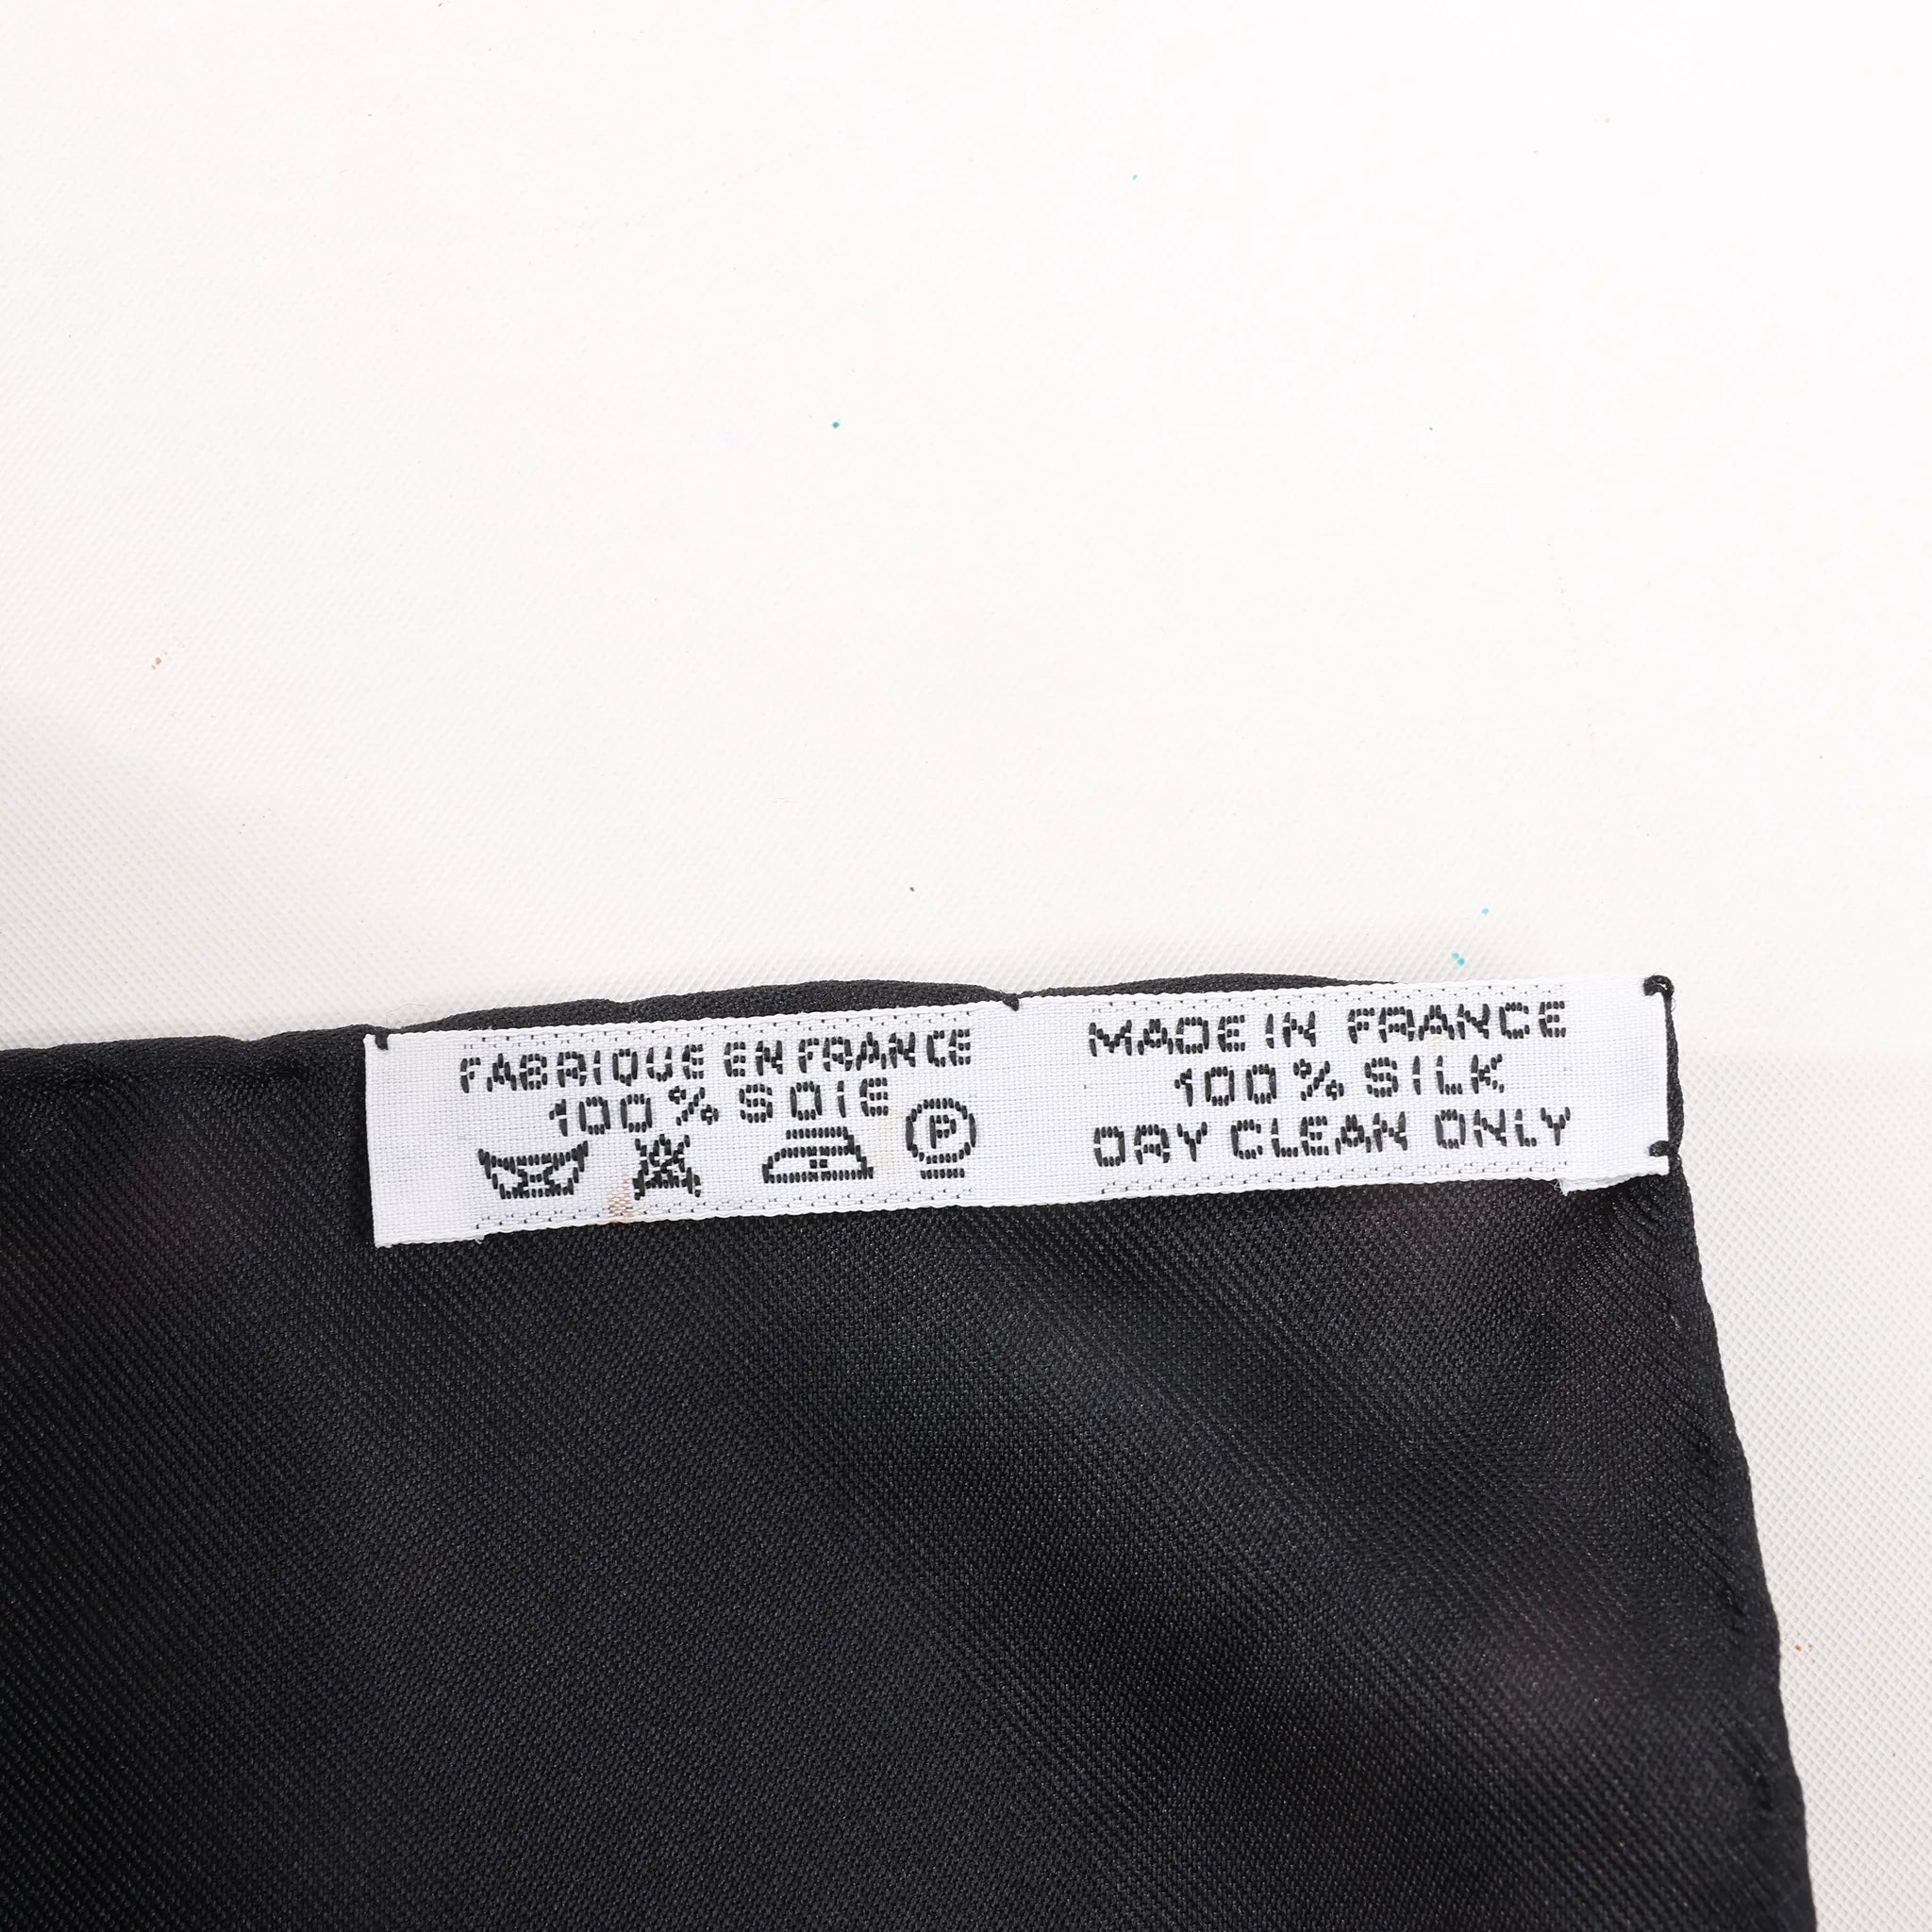 FABRIQUE EN FRANCE
100% SOIE
P
MADE IN FRANCE
100% SILK
DRY CLEAN ONLY